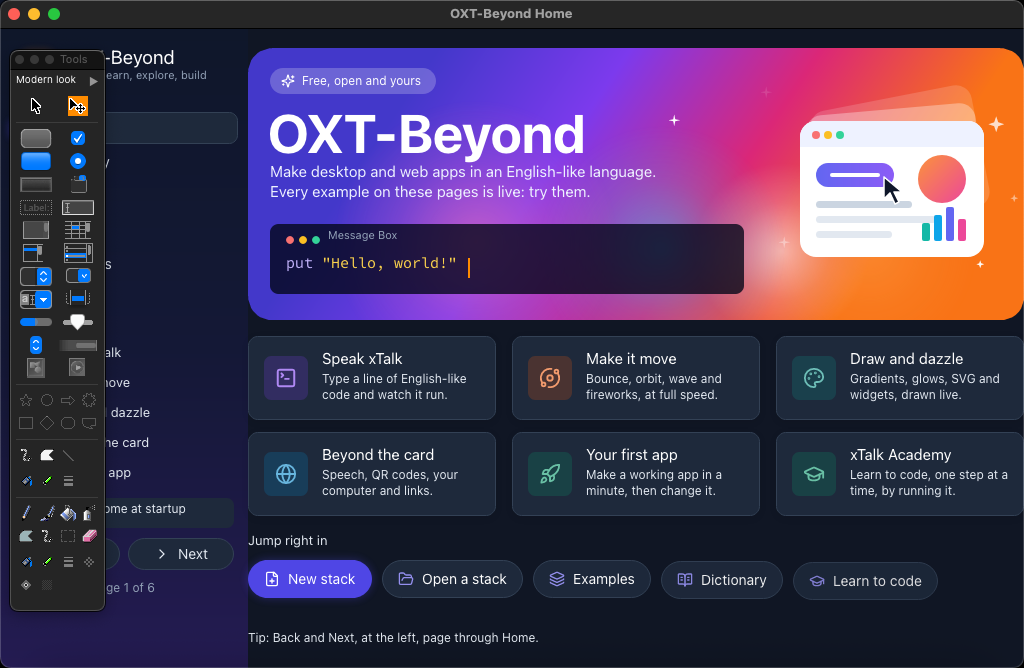 OXT-Beyond Home
Tools
Modern look
Label:
-Beyond
earn, explore, build
Free, open and yours
OXT-Beyond
Make desktop and web apps in an English-like language.
Every example on these pages is live: try them.
Message Box
put "Hello, world!"
Speak xTalk
Type a line of English-like
code and watch it run.
Make it move
Bounce, orbit, wave and
fireworks, at full speed.
Draw and dazzle
Gradients, glows, SVG and
widgets, drawn live.
Beyond the card
Speech, QR codes, your
computer and links.
Your first app
Make a working app in a
minute, then change it.
xTalk Academy
Learn to code, one step at a
time, by running it.
alk
nove
dazzle
he card
app
ome at startup
Next
ge 1 of 6
Jump right in
New stack
Open a stack
Examples
Dictionary
Learn to code
Tip: Back and Next, at the left, page through Home.